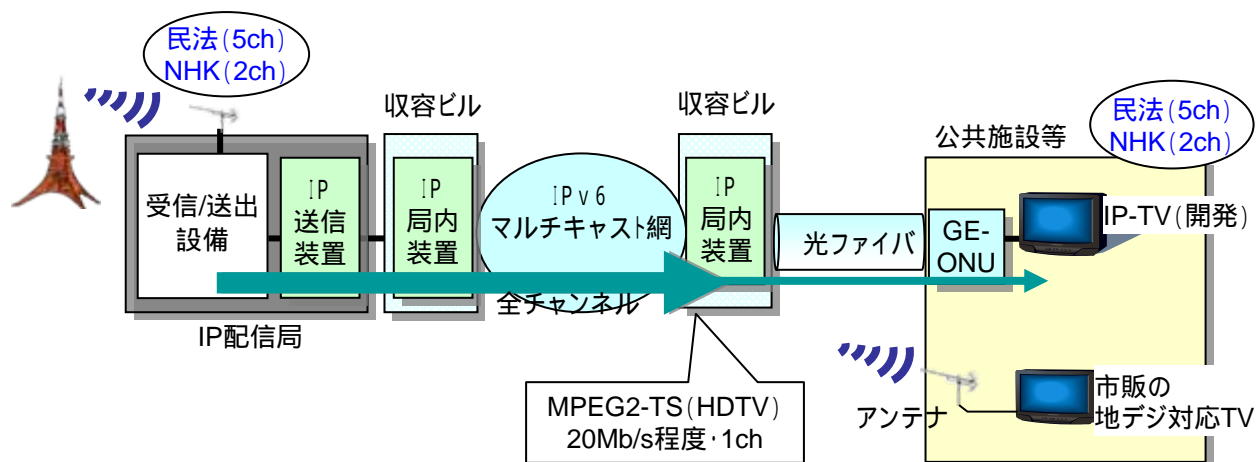 民法(5ch)
NHK(2ch)
受信/送出
設備
IP
送信
装置
IP配信局
収容ビル
IP
局内
装置
IPv6
マルチキャスト網
全チャンネル
収容ビル
IP
局内
装置
MPEG2-TS(HDTV)
20Mb/s程度・1ch
光ファイバ
公共施設等
民法(5ch)
NHK(2ch)
GE-
ONU
IP-TV(開発)
アンテナ
市販の
地デジ対応TV